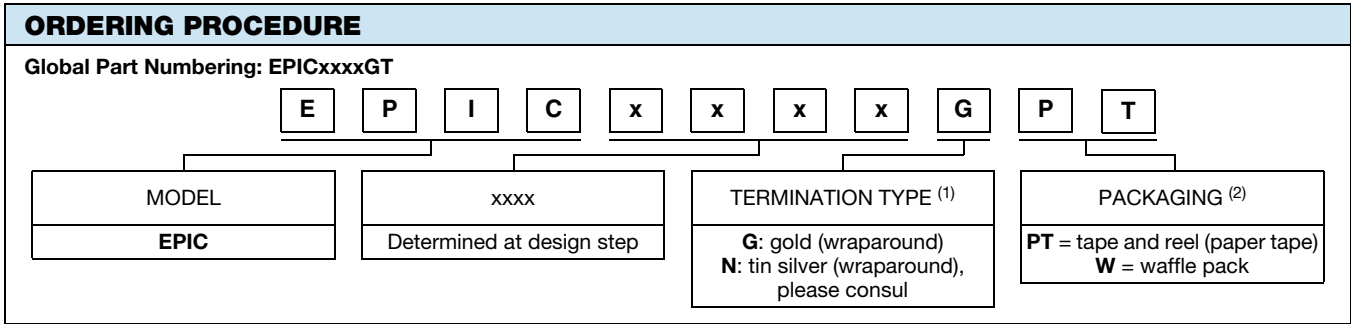 ORDERING PROCEDURE
Global Part Numbering: EPICxxxxGT
E P I C x x x x G P T
MODEL
EPIC
xxxx
Determined at design step
TERMINATION TYPE (1)
G: gold (wraparound)
N: tin silver (wraparound),
please consul
PACKAGING (2)
PT = tape and reel (paper tape)
W = waffle pack